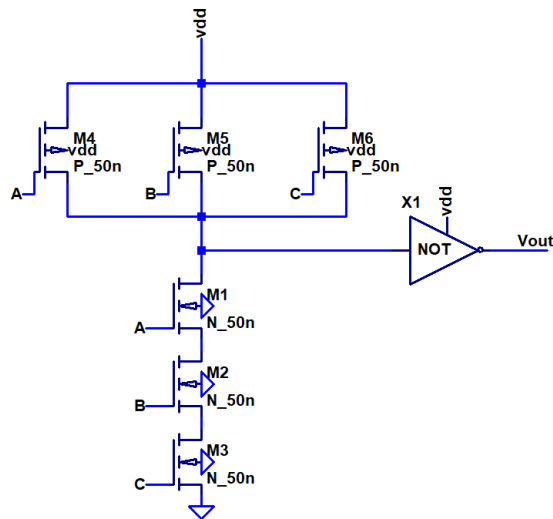 vdd
M4
vdd
P_50n
A
M5
vdd
P_50n
B
M6
vdd
P_50n
C
X1
vdd
NOT
Vout
M1
N_50n
A
M2
N_50n
B
M3
N_50n
C